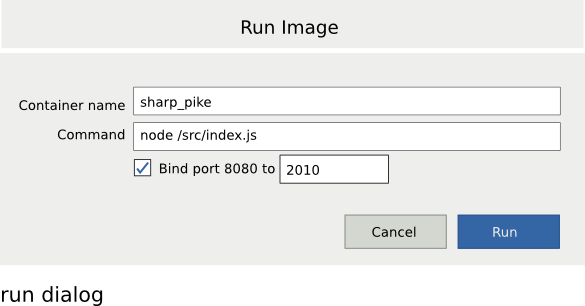 Run Image
Container name sharp_pike
Command node /src/index.js
Bind port 8080 to 2010
Cancel Run
run dialog